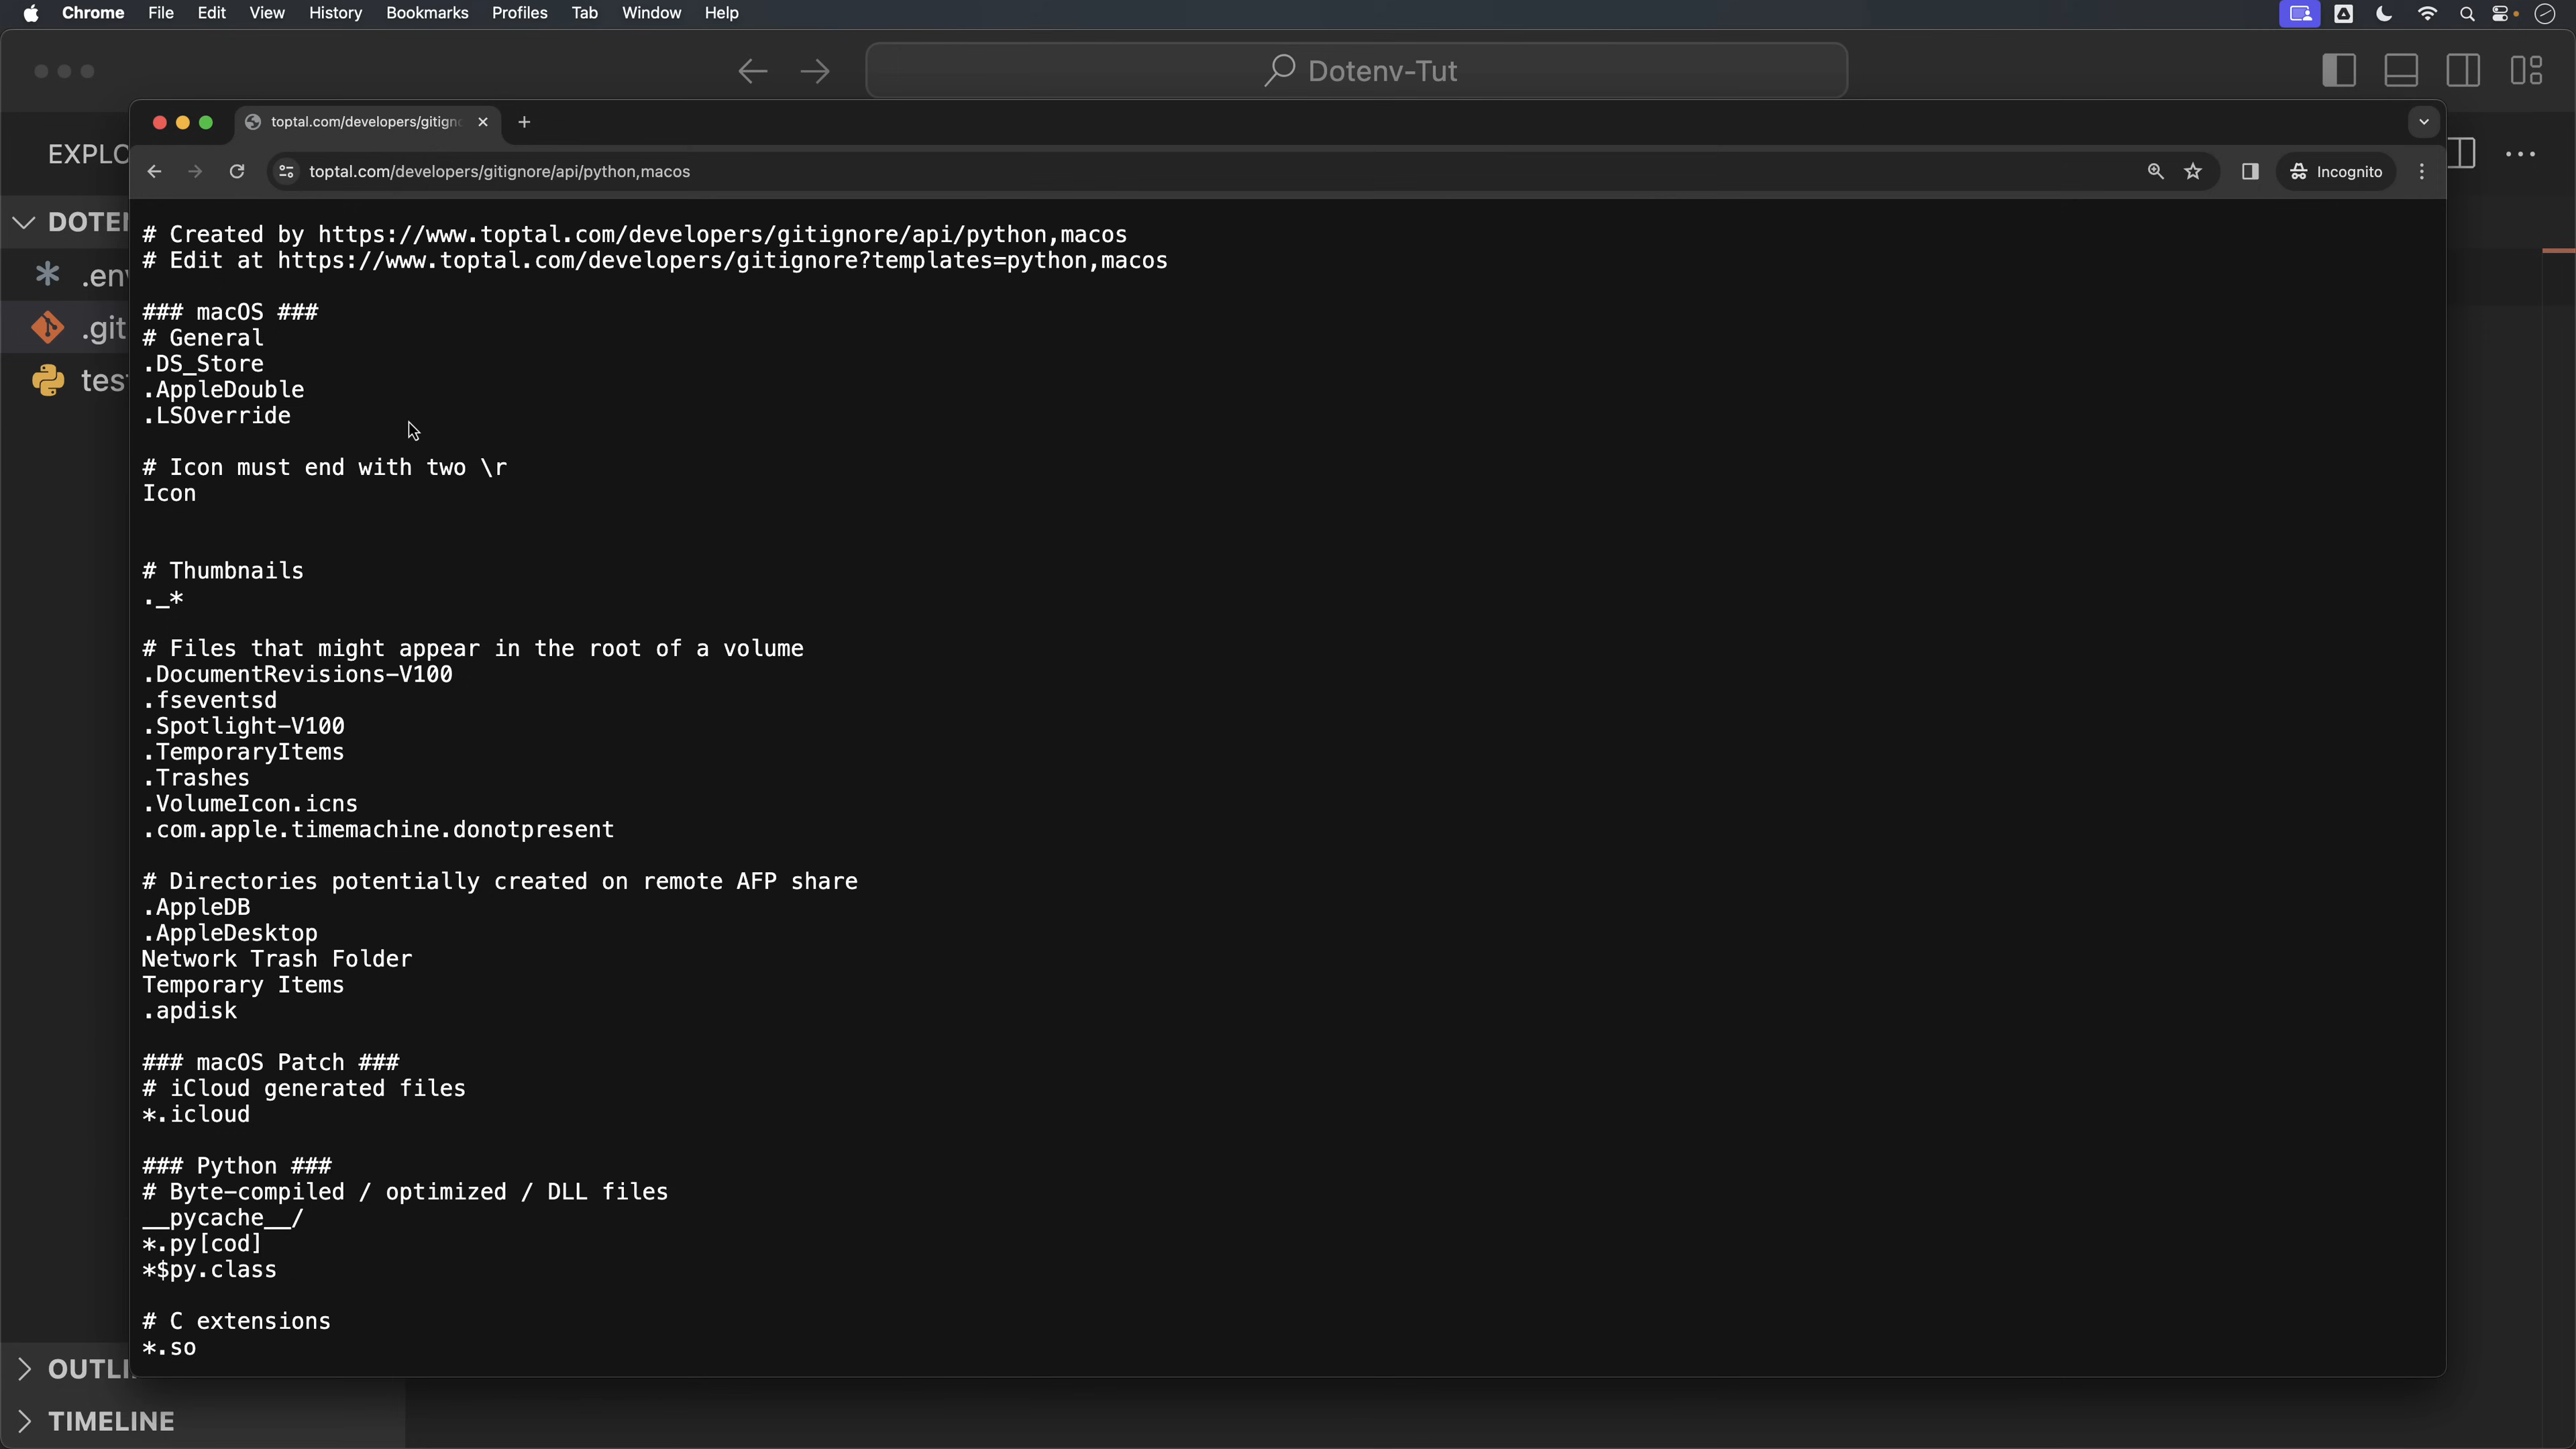 Chrome File Edit View History Bookmarks Profiles Tab Window Help
Dotenv-Tut
toptal.com/developers/gitign
toptal.com/developers/gitignore/api/python,macos
Incognito
EXPLO
DOTEN
.env
.git
test
OUTLI
TIMELINE
# Created by https://www.toptal.com/developers/gitignore/api/python,macos
# Edit at https://www.toptal.com/developers/gitignore?templates=python,macos
### macOS ###
# General
.DS_Store
.AppleDouble
.LSOverride
# Icon must end with two \r
Icon
# Thumbnails
._*
# Files that might appear in the root of a volume
.DocumentRevisions-V100
.fseventsd
.Spotlight-V100
.TemporaryItems
.Trashes
.VolumeIcon.icns
.com.apple.timemachine.donotpresent
# Directories potentially created on remote AFP share
.AppleDB
.AppleDesktop
Network Trash Folder
Temporary Items
.apdisk
### macOS Patch ###
# iCloud generated files
*.icloud
### Python ###
# Byte-compiled / optimized / DLL files
__pycache__/
*.py[cod]
*$py.class
# C extensions
*.so